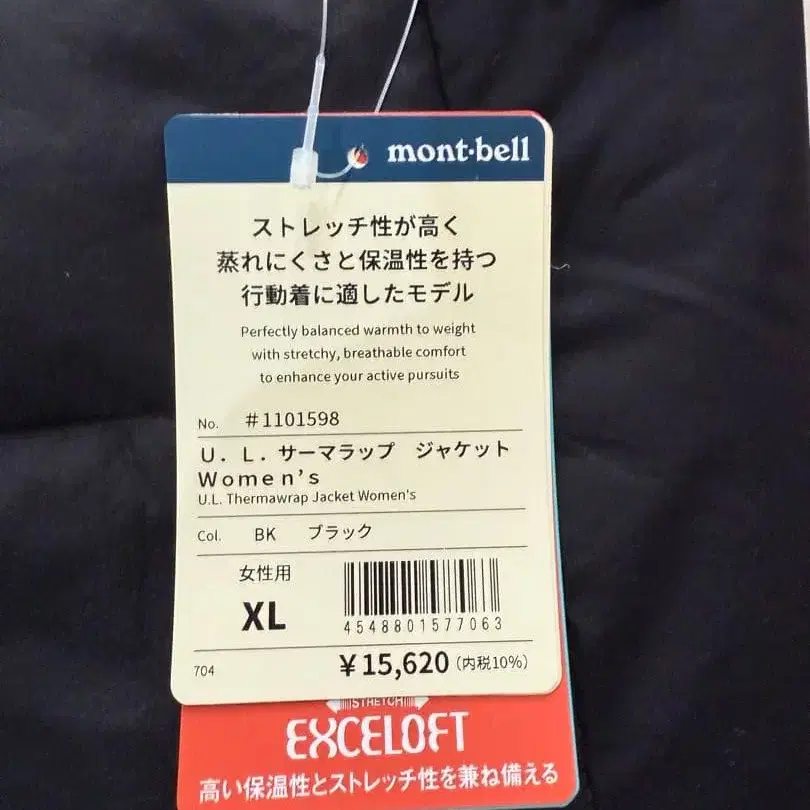 mont·bell
ストレッチ性が高く
蒸れにくさと保温性を持つ
行動着に適したモデル
Perfectly balanced warmth to weight
with stretchy, breathable comfort
to enhance your active pursuits
No. #1101598
U．L．サーマラップ　ジャケット
Women's
U.L. Thermawrap Jacket Women's
Col. BK ブラック
女性用
XL
4548801577063
704 ¥15,620（内税10%）
STRETCH
EXCELOFT
高い保温性とストレッチ性を兼ね備える